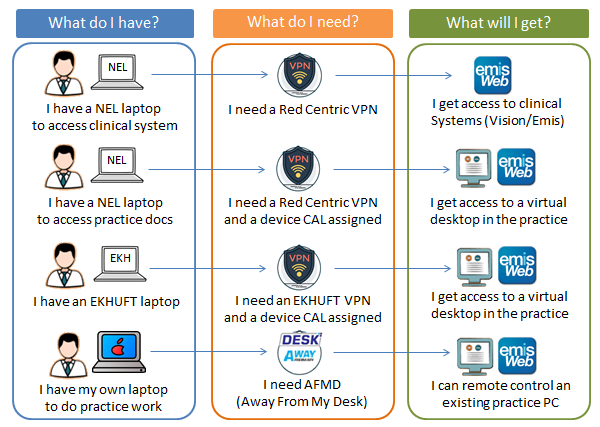 What do I have?
What do I need?
What will I get?
NEL
VPN
emis
Web
I have a NEL laptop
to access clinical system
I need a Red Centric VPN
I get access to clinical
Systems (Vision/Emis)
NEL
VPN
emis
Web
I have a NEL laptop
to access practice docs
I need a Red Centric VPN
and a device CAL assigned
I get access to a virtual
desktop in the practice
EKH
VPN
emis
Web
I have an EKHUFT laptop
I need an EKHUFT VPN
and a device CAL assigned
I get access to a virtual
desktop in the practice
DESK
AWAY
emis
Web
I have my own laptop
to do practice work
I need AFMD
(Away From My Desk)
I can remote control an
existing practice PC